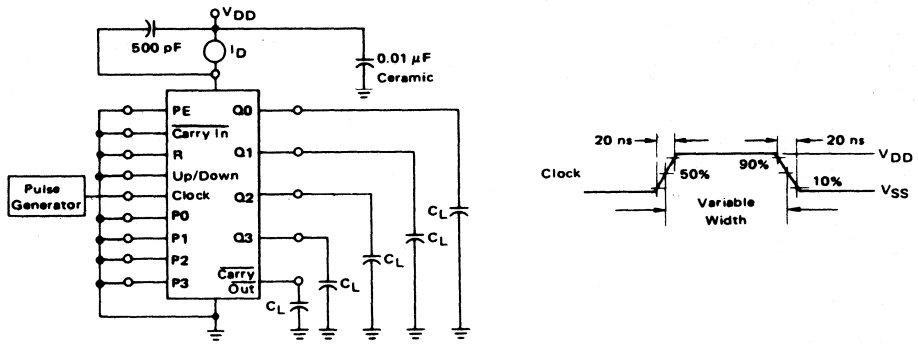 VDD
500 pF
ID
0.01 μF
Ceramic
PE
Q0
Carry In
R
Q1
Up/Down
Pulse
Generator
Clock
Q2
P0
P1
Q3
P2
P3
Carry
Out
CL
CL
CL
CL
CL
20 ns
20 ns
VDD
90%
50%
Clock
10%
VSS
Variable
Width